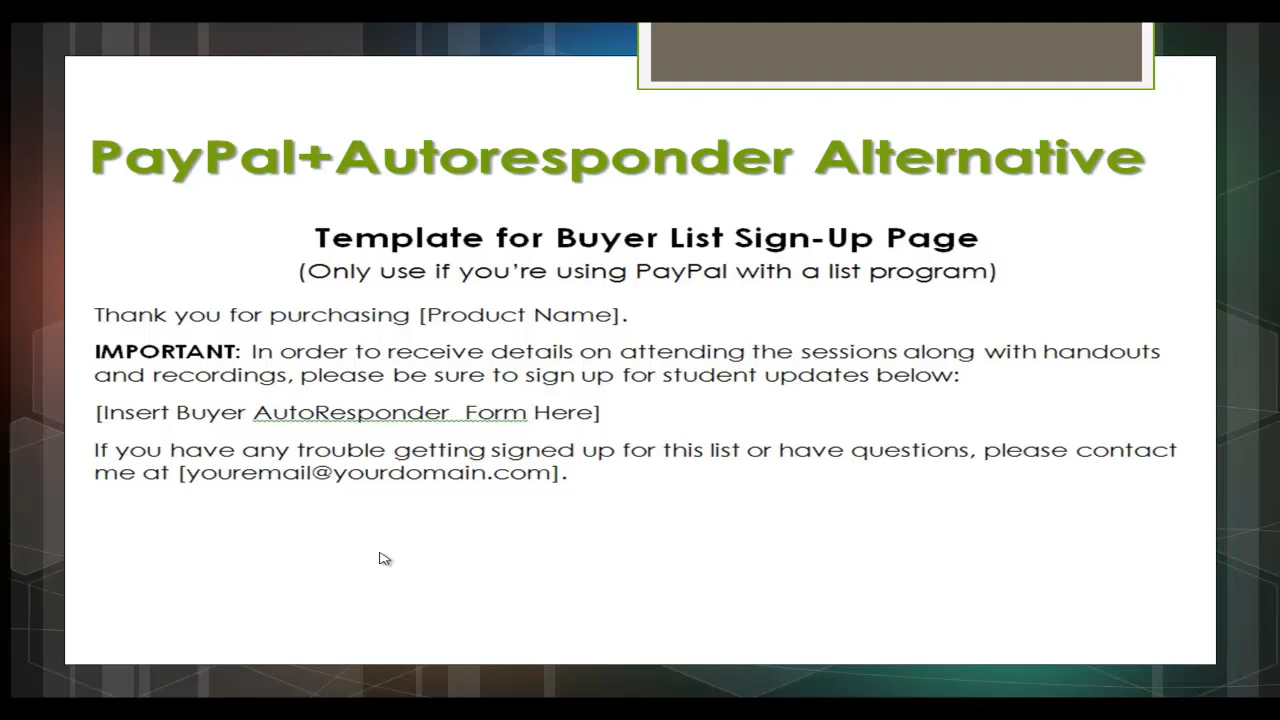 PayPal+Autoresponder Alternative
Template for Buyer List Sign-Up Page
(Only use if you're using PayPal with a list program)
Thank you for purchasing [Product Name].
IMPORTANT: In order to receive details on attending the sessions along with handouts
and recordings, please be sure to sign up for student updates below:
[Insert Buyer AutoResponder Form Here]
If you have any trouble getting signed up for this list or have questions, please contact
me at [youremail@yourdomain.com].